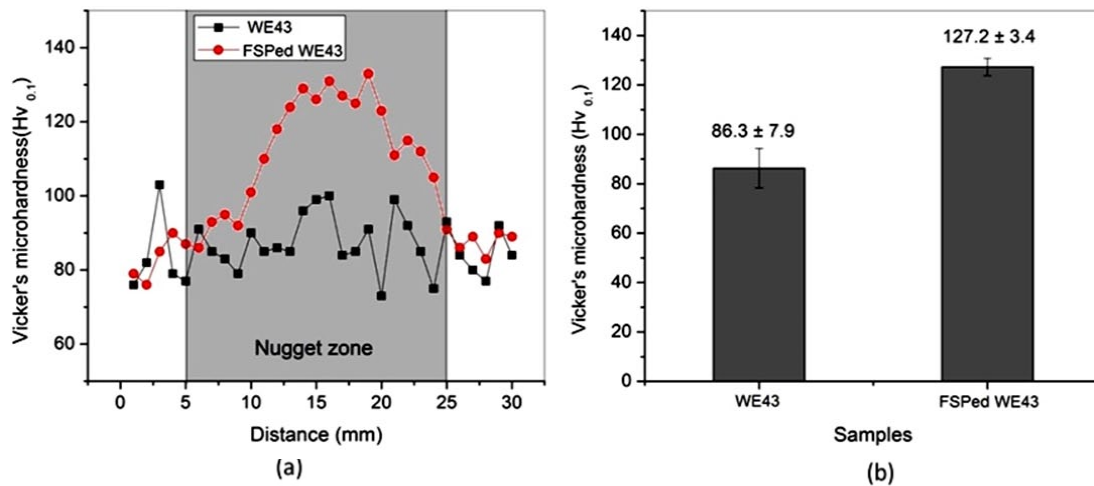 WE43
FSPed WE43
140
120
100
80
60
Vicker's microhardness(Hv 0.1)
Nugget zone
0 5 10 15 20 25 30
Distance (mm)
(a)
140
120
100
80
60
40
20
0
Vicker's microhardness (Hv 0.1)
86.3 ± 7.9
127.2 ± 3.4
WE43 FSPed WE43
Samples
(b)